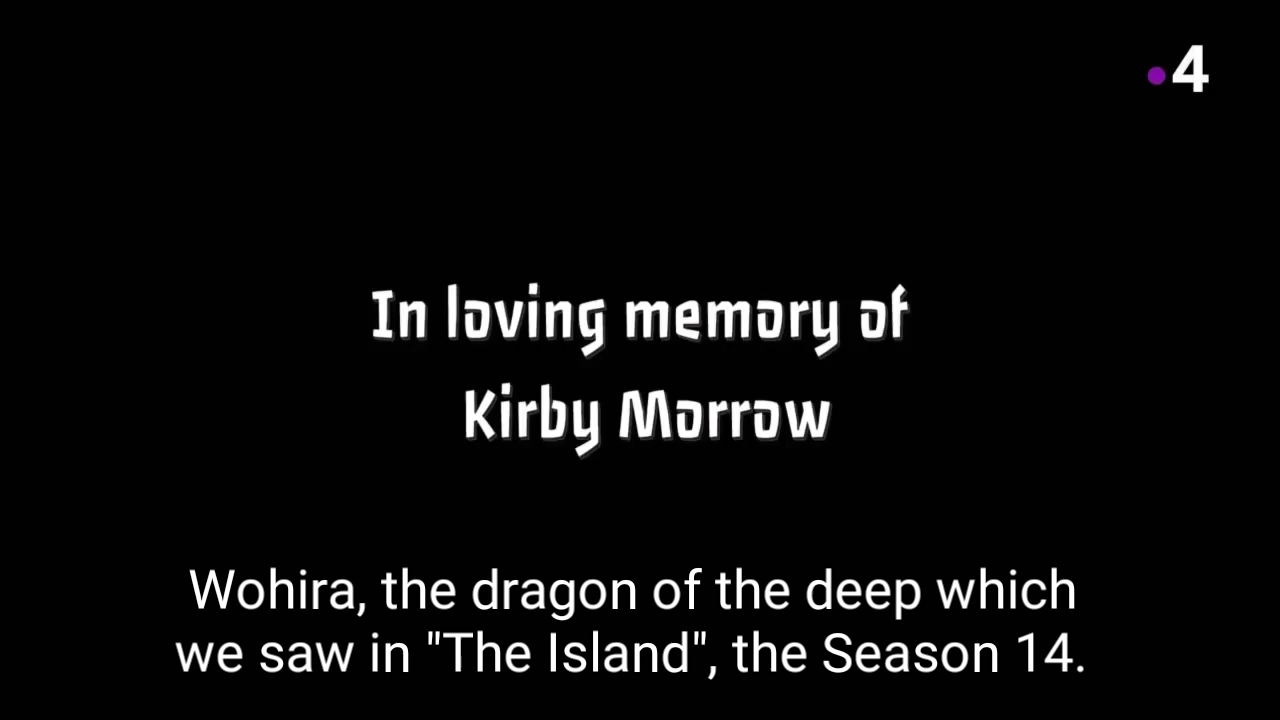 4
In loving memory of
Kirby Morrow
Wohira, the dragon of the deep which
we saw in "The Island", the Season 14.